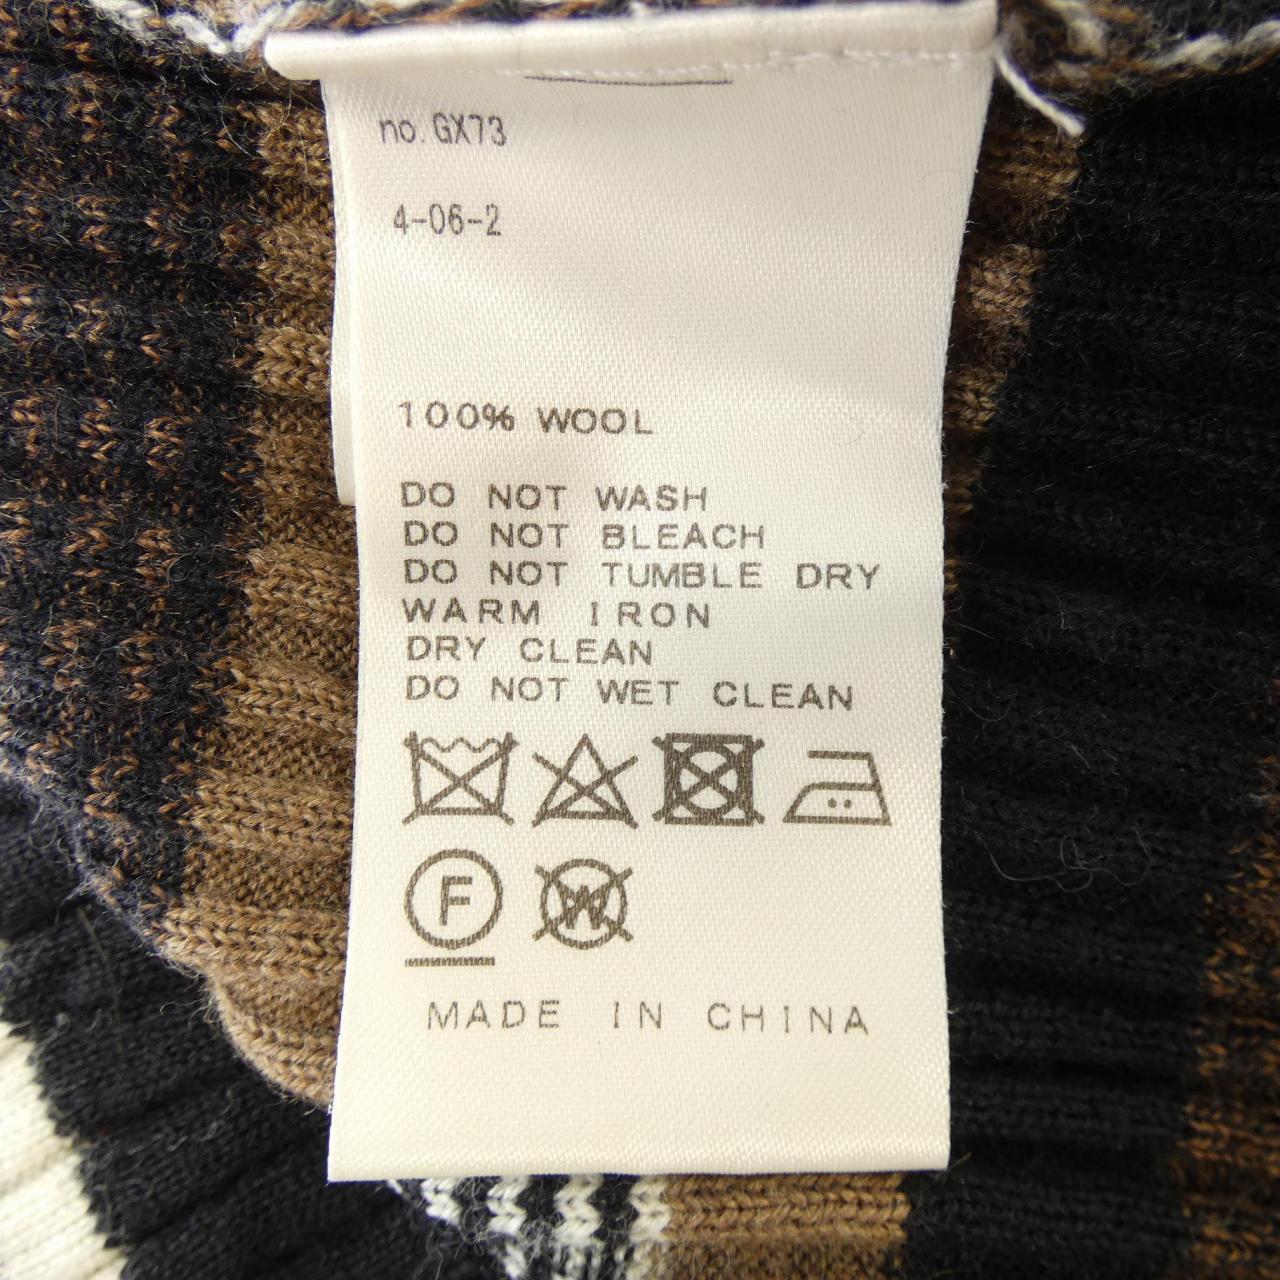 no. GX73
4-06-2
100% WOOL
DO NOT WASH
DO NOT BLEACH
DO NOT TUMBLE DRY
WARM IRON
DRY CLEAN
DO NOT WET CLEAN
F W
MADE IN CHINA